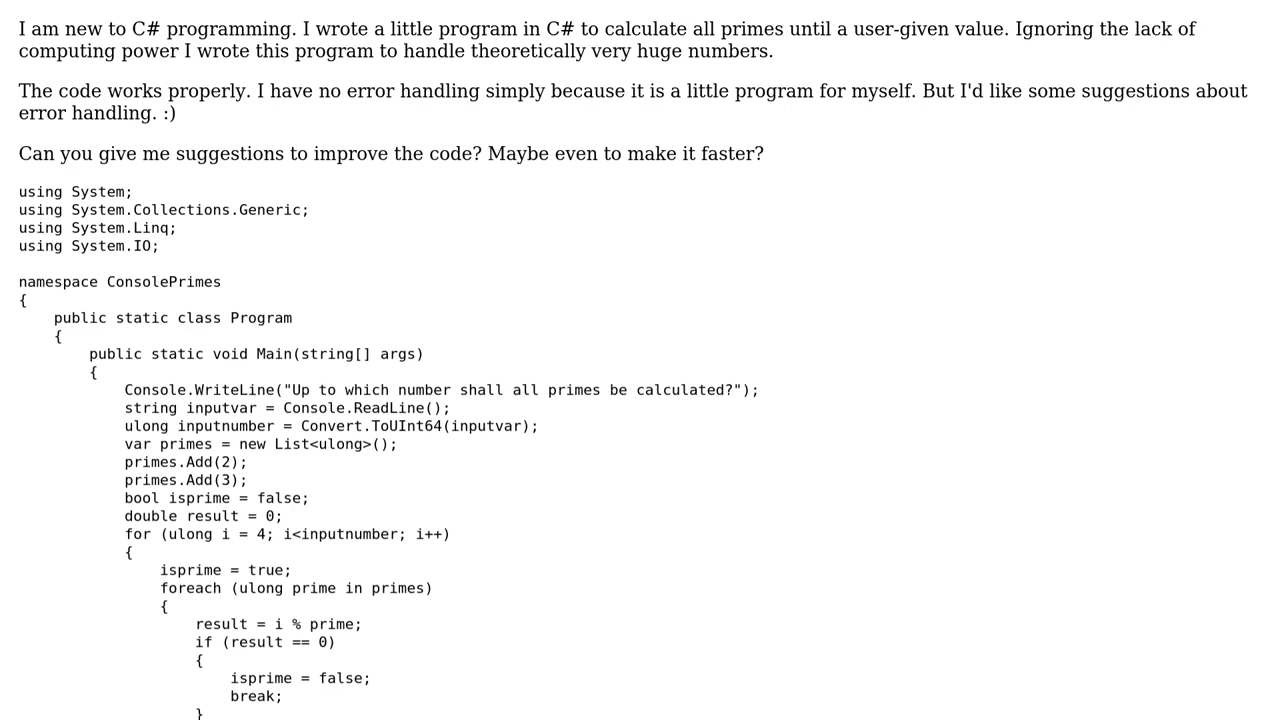 I am new to C# programming. I wrote a little program in C# to calculate all primes until a user-given value. Ignoring the lack of
computing power I wrote this program to handle theoretically very huge numbers.
The code works properly. I have no error handling simply because it is a little program for myself. But I'd like some suggestions about
error handling. :)
Can you give me suggestions to improve the code? Maybe even to make it faster?
using System;
using System.Collections.Generic;
using System.Linq;
using System.IO;
namespace ConsolePrimes
{
    public static class Program
    {
        public static void Main(string[] args)
        {
            Console.WriteLine("Up to which number shall all primes be calculated?");
            string inputvar = Console.ReadLine();
            ulong inputnumber = Convert.ToUInt64(inputvar);
            var primes = new List<ulong>();
            primes.Add(2);
            primes.Add(3);
            bool isprime = false;
            double result = 0;
            for (ulong i = 4; i<inputnumber; i++)
            {
                isprime = true;
                foreach (ulong prime in primes)
                {
                    result = i % prime;
                    if (result == 0)
                    {
                        isprime = false;
                        break;
                    }